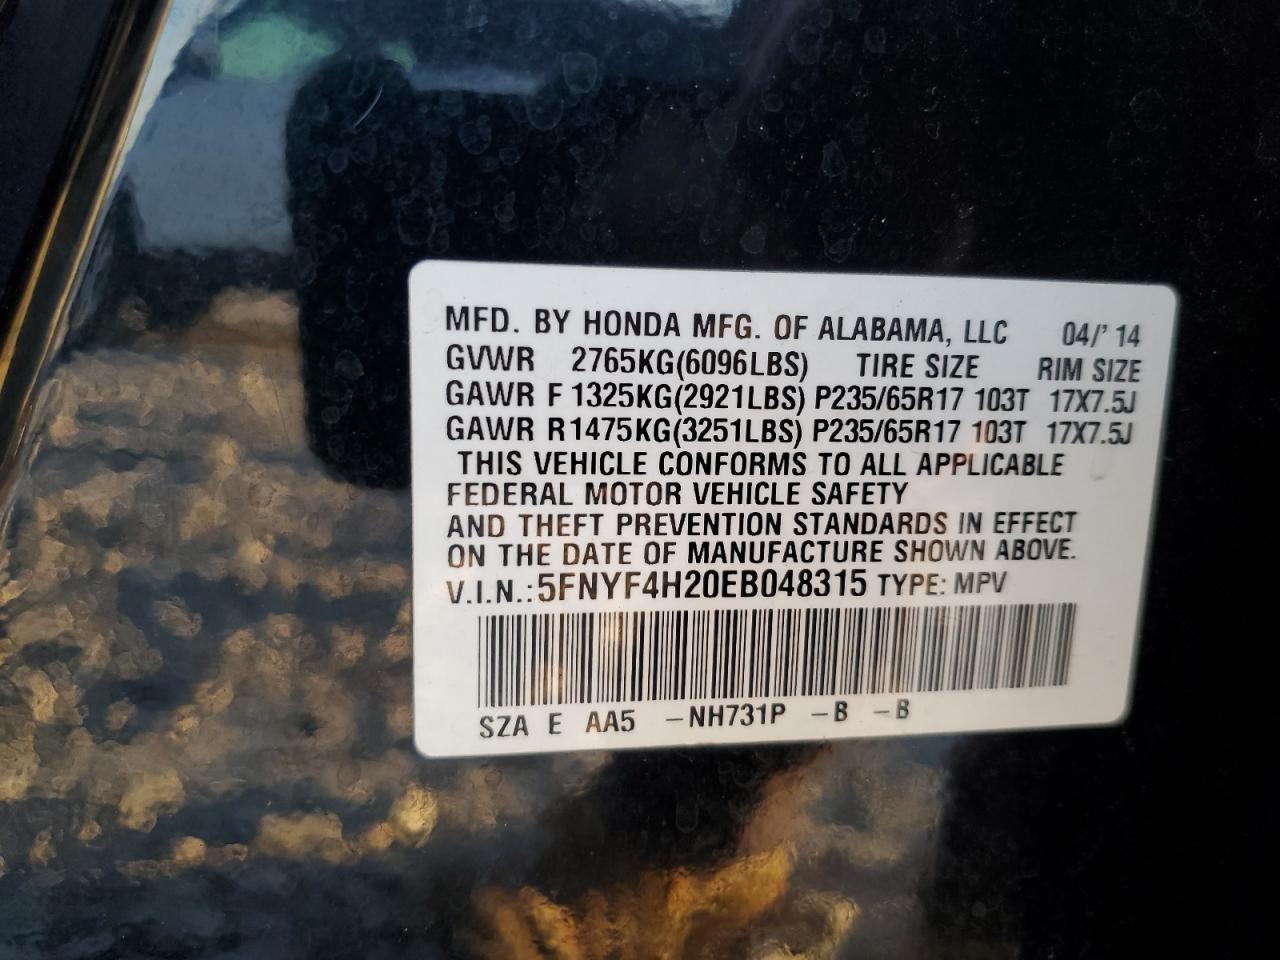 MFD. BY HONDA MFG. OF ALABAMA, LLC 04/'14
GVWR 2765KG(6096LBS) TIRE SIZE RIM SIZE
GAWR F 1325KG(2921LBS) P235/65R17 103T 17X7.5J
GAWR R 1475KG(3251LBS) P235/65R17 103T 17X7.5J
THIS VEHICLE CONFORMS TO ALL APPLICABLE
FEDERAL MOTOR VEHICLE SAFETY
AND THEFT PREVENTION STANDARDS IN EFFECT
ON THE DATE OF MANUFACTURE SHOWN ABOVE.
V.I.N.: 5FNYF4H20EB048315 TYPE: MPV
SZA E AA5 -NH731P -B -B